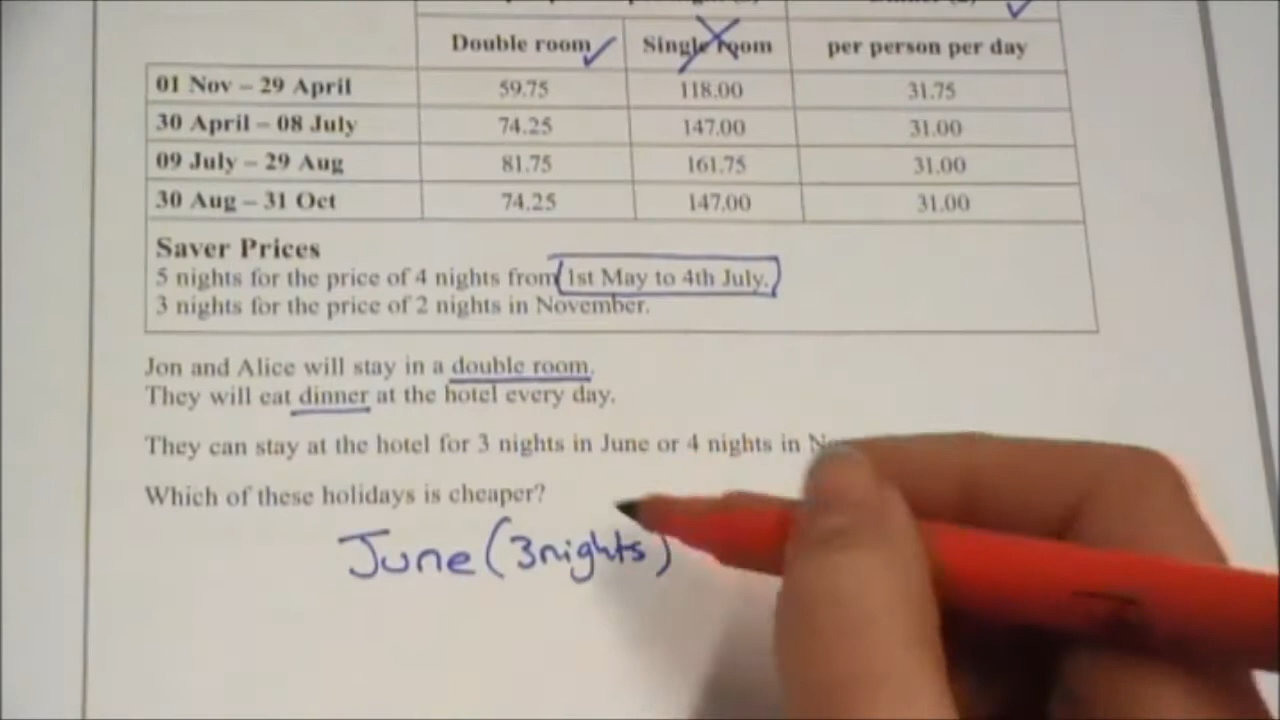 Double room Single room per person per day
01 Nov – 29 April 59.75 118.00 31.75
30 April – 08 July 74.25 147.00 31.00
09 July – 29 Aug 81.75 161.75 31.00
30 Aug – 31 Oct 74.25 147.00 31.00
Saver Prices
5 nights for the price of 4 nights from 1st May to 4th July.
3 nights for the price of 2 nights in November.
Jon and Alice will stay in a double room.
They will eat dinner at the hotel every day.
They can stay at the hotel for 3 nights in June or 4 nights in
Which of these holidays is cheaper?
June (3nights)